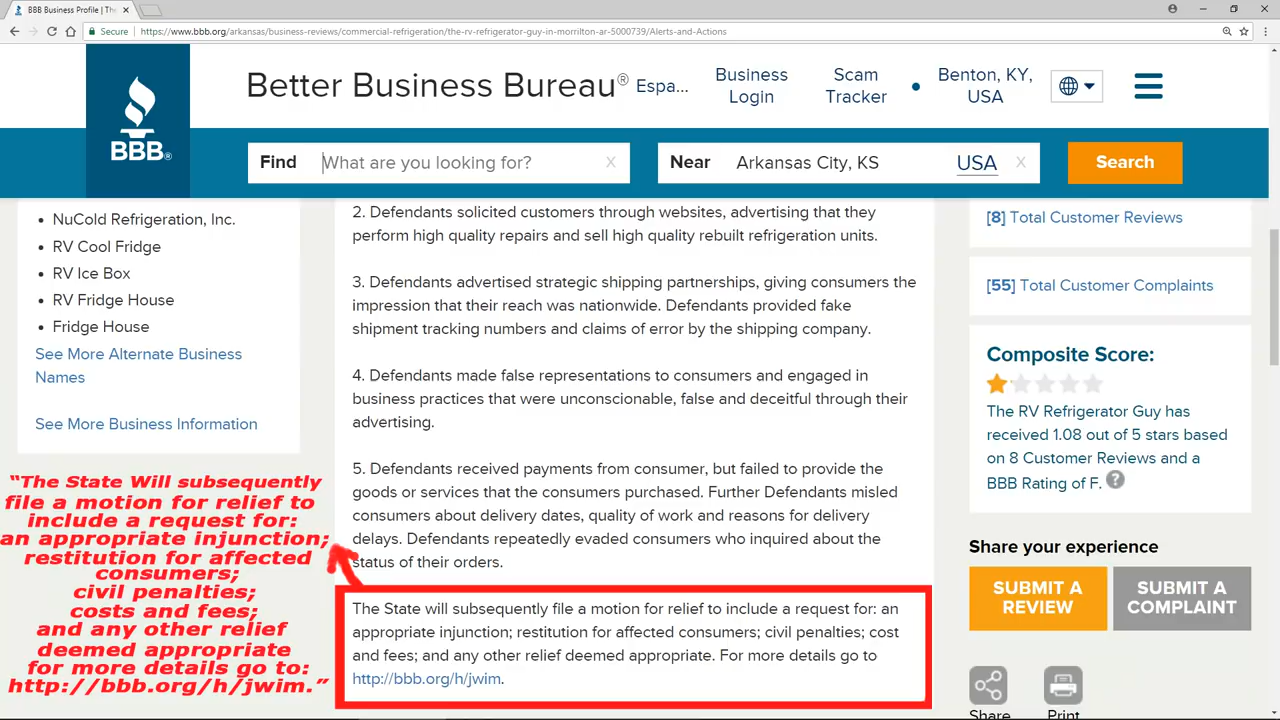 BBB Business Profile | The
Secure
https://www.bbb.org/arkansas/business-reviews/commercial-refrigeration/the-rv-refrigerator-guy-in-morrilton-ar-5000739/Alerts-and-Actions
BBB®
Better Business Bureau®
Espa...
Business
Login
Scam
Tracker
•
Benton, KY,
USA
Find
What are you looking for?
X
Near
Arkansas City, KS
USA
X
Search
• NuCold Refrigeration, Inc.
• RV Cool Fridge
• RV Ice Box
• RV Fridge House
• Fridge House
See More Alternate Business
Names
See More Business Information
"The State Will subsequently
file a motion for relief to
include a request for:
an appropriate injunction;
restitution for affected
consumers;
civil penalties;
costs and fees;
and any other relief
deemed appropriate
for more details go to:
http://bbb.org/h/jwim."
2. Defendants solicited customers through websites, advertising that they
perform high quality repairs and sell high quality rebuilt refrigeration units.
3. Defendants advertised strategic shipping partnerships, giving consumers the
impression that their reach was nationwide. Defendants provided fake
shipment tracking numbers and claims of error by the shipping company.
4. Defendants made false representations to consumers and engaged in
business practices that were unconscionable, false and deceitful through their
advertising.
5. Defendants received payments from consumer, but failed to provide the
goods or services that the consumers purchased. Further Defendants misled
consumers about delivery dates, quality of work and reasons for delivery
delays. Defendants repeatedly evaded consumers who inquired about the
status of their orders.
The State will subsequently file a motion for relief to include a request for: an
appropriate injunction; restitution for affected consumers; civil penalties; cost
and fees; and any other relief deemed appropriate. For more details go to
http://bbb.org/h/jwim.
[8] Total Customer Reviews
[55] Total Customer Complaints
Composite Score:
The RV Refrigerator Guy has
received 1.08 out of 5 stars based
on 8 Customer Reviews and a
BBB Rating of F. ?
Share your experience
SUBMIT A
REVIEW
SUBMIT A
COMPLAINT
Share
Print